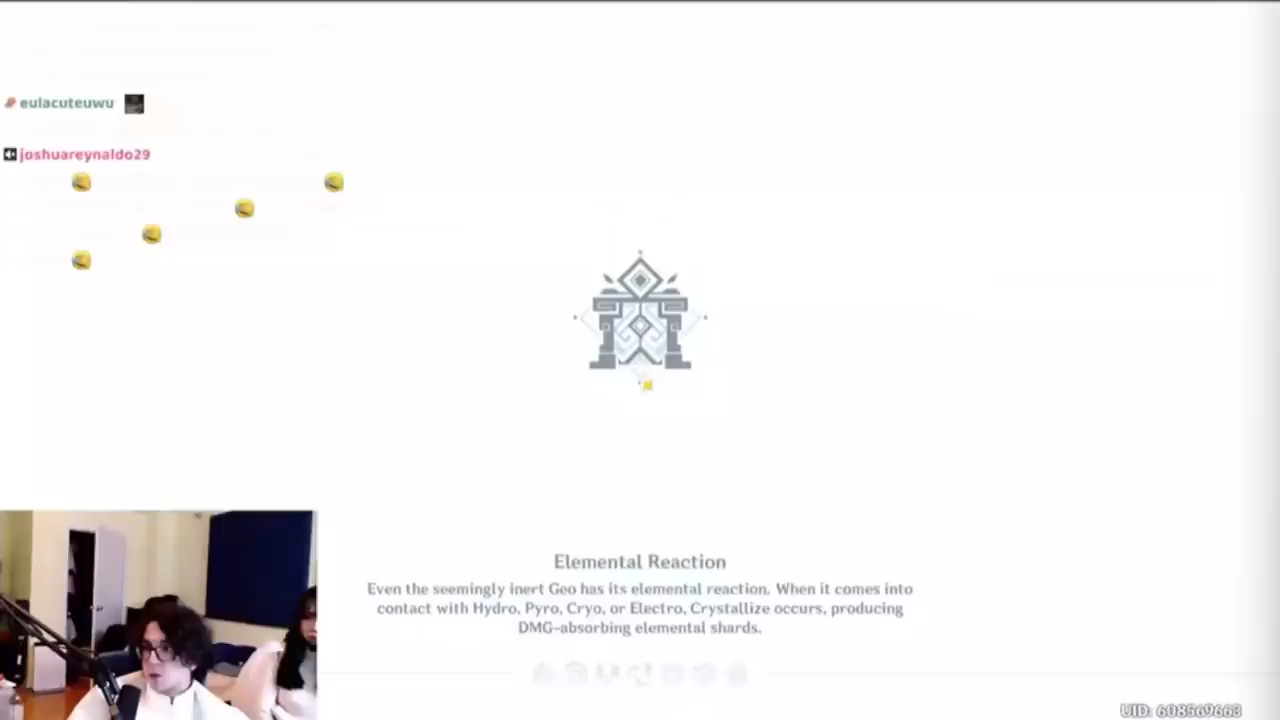 eulacuteuwu
joshuareynaldo29
Elemental Reaction
Even the seemingly inert Geo has its elemental reaction. When it comes into
contact with Hydro, Pyro, Cryo, or Electro, Crystallize occurs, producing
DMG-absorbing elemental shards.
UID: 608569663